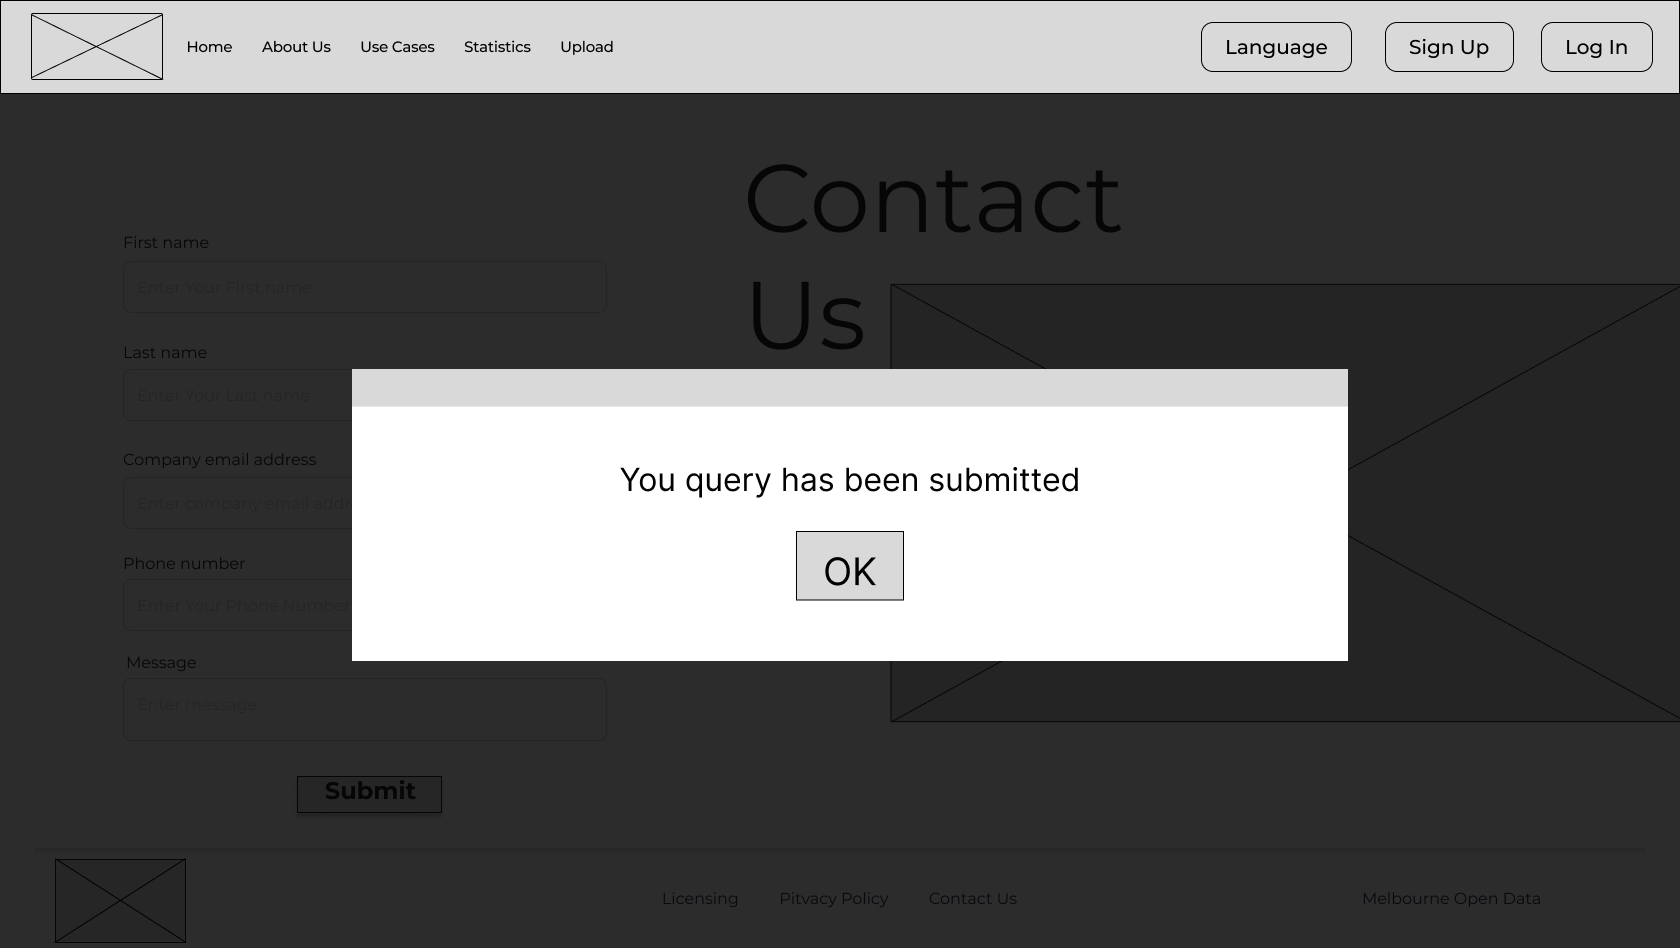 Home
About Us
Use Cases
Statistics
Upload
Language
Sign Up
Log In
Contact
Us
First name
Enter Your First name
Last name
Enter Your Last name
Company email address
Enter company email addr
Phone number
Enter Your Phone Number
Message
Enter message
Submit
You query has been submitted
OK
Licensing
Pitvacy Policy
Contact Us
Melbourne Open Data